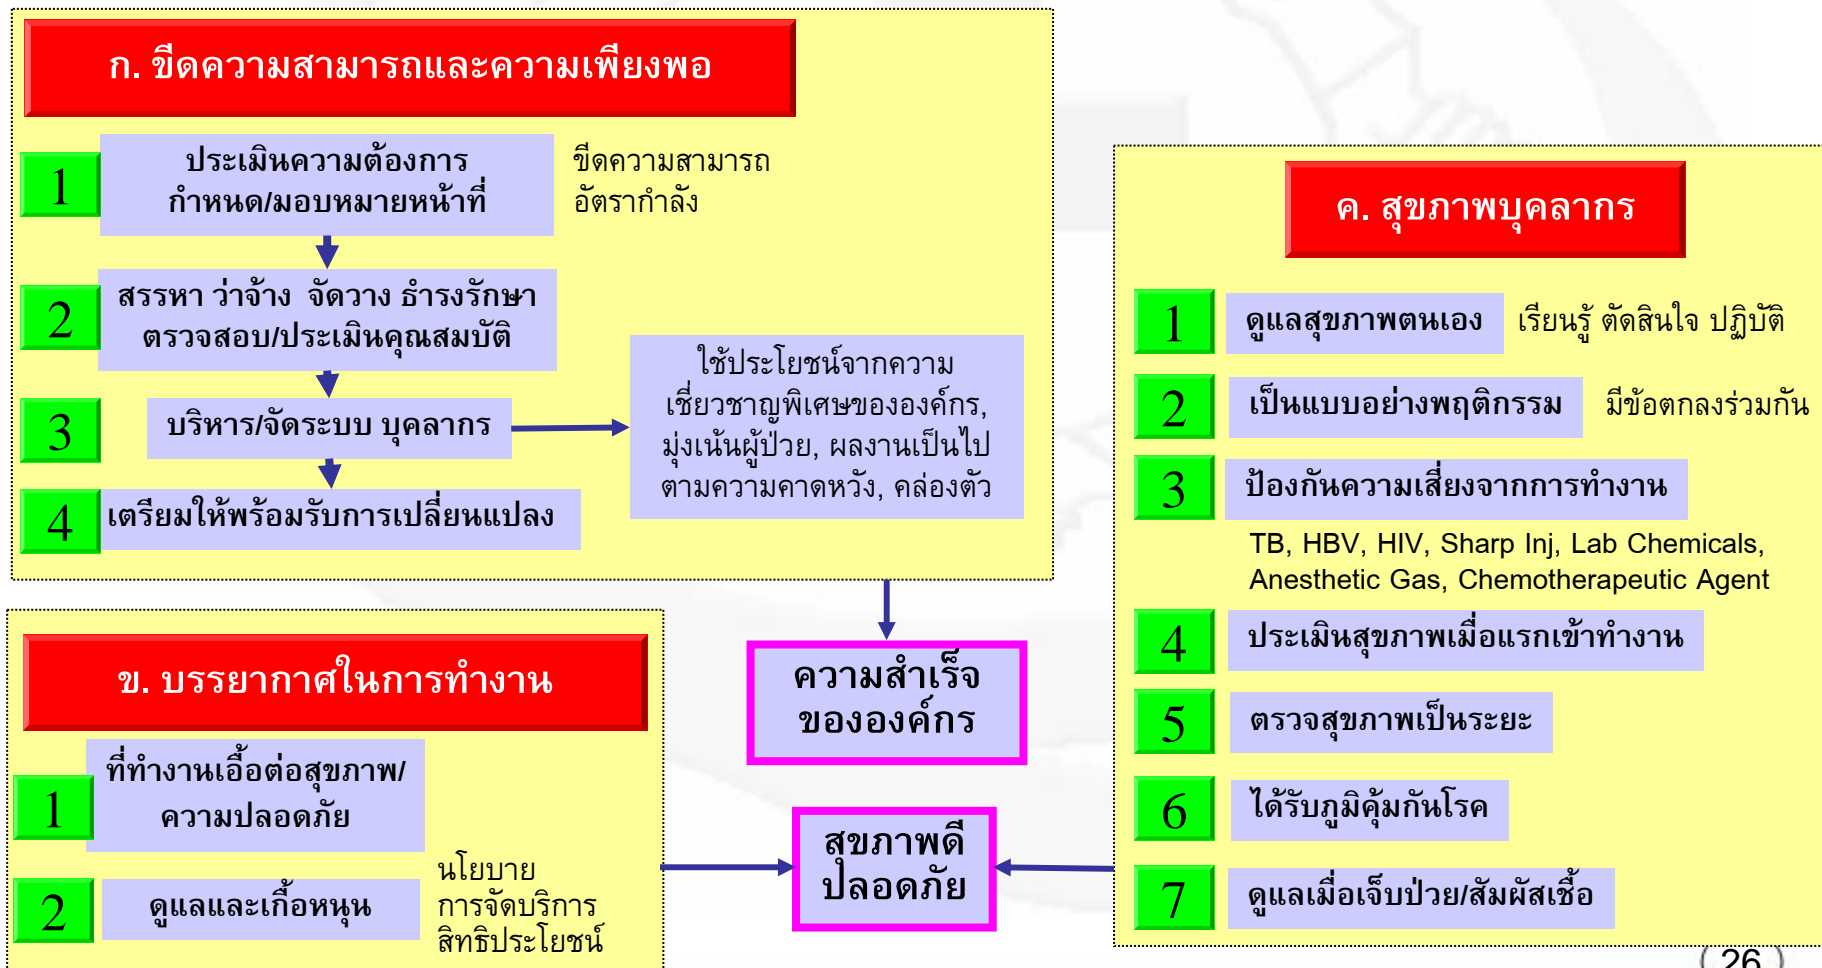 ก. ขีดความสามารถและความเพียงพอ
1
ประเมินความต้องการ
กำหนด/มอบหมายหน้าที่
ขีดความสามารถ
อัตรากำลัง
2
สรรหา ว่าจ้าง จัดวาง ธำรงรักษา
ตรวจสอบ/ประเมินคุณสมบัติ
3
บริหาร/จัดระบบ บุคลากร
ใช้ประโยชน์จากความ
เชี่ยวชาญพิเศษขององค์กร,
มุ่งเน้นผู้ป่วย, ผลงานเป็นไป
ตามความคาดหวัง, คล่องตัว
4
เตรียมให้พร้อมรับการเปลี่ยนแปลง
ข. บรรยากาศในการทำงาน
1
ที่ทำงานเอื้อต่อสุขภาพ/
ความปลอดภัย
2
ดูแลและเกื้อหนุน
นโยบาย
การจัดบริการ
สิทธิประโยชน์
ความสำเร็จ
ขององค์กร
สุขภาพดี
ปลอดภัย
ค. สุขภาพบุคลากร
1
ดูแลสุขภาพตนเอง
เรียนรู้ ตัดสินใจ ปฏิบัติ
2
เป็นแบบอย่างพฤติกรรม
มีข้อตกลงร่วมกัน
3
ป้องกันความเสี่ยงจากการทำงาน
TB, HBV, HIV, Sharp Inj, Lab Chemicals,
Anesthetic Gas, Chemotherapeutic Agent
4
ประเมินสุขภาพเมื่อแรกเข้าทำงาน
5
ตรวจสุขภาพเป็นระยะ
6
ได้รับภูมิคุ้มกันโรค
7
ดูแลเมื่อเจ็บป่วย/สัมผัสเชื้อ
26